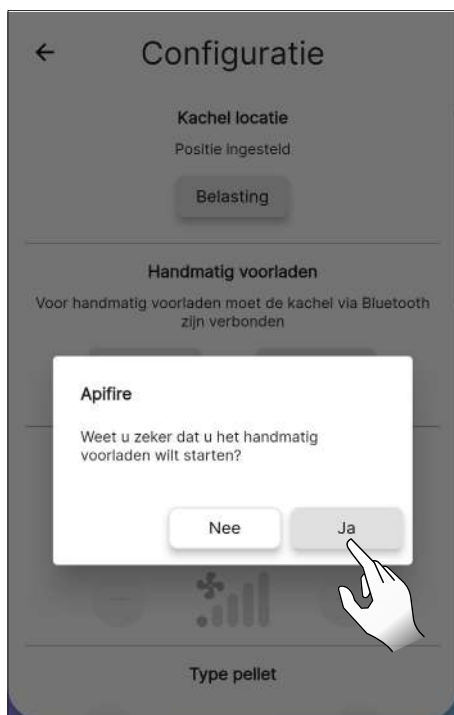 Configuratie
Kachel locatie
Positie ingesteld
Belasting
Handmatig voorladen
Voor handmatig voorladen moet de kachel via Bluetooth
zijn verbonden
Apifire
Weet u zeker dat u het handmatig
voorladen wilt starten?
Nee
Ja
Type pellet